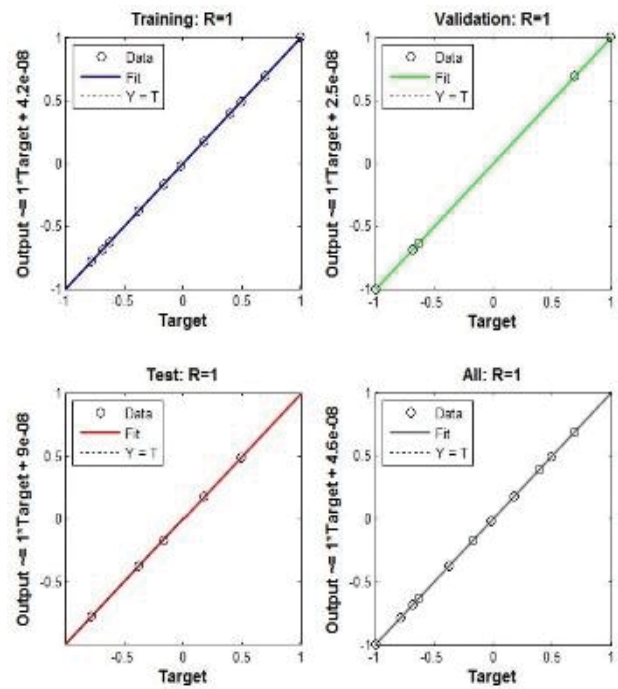 Training: R=1
Output ~= 1*Target + 4.2e-08
Data
Fit
Y = T
1
0.5
0
-0.5
-1
-1
-0.5
0
0.5
1
Target
Validation: R=1
Output ~= 1*Target + 2.5e-08
Data
Fit
Y = T
1
0.5
0
-0.5
-1
-1
-0.5
0
0.5
1
Target
Test: R=1
Output ~= 1*Target + 9e-08
Data
Fit
Y = T
1
0.5
0
-0.5
-0.5
0
0.5
1
Target
All: R=1
Output ~= 1*Target + 4.6e-08
Data
Fit
Y = T
1
0.5
0
-0.5
-1
-1
-0.5
0
0.5
1
Target